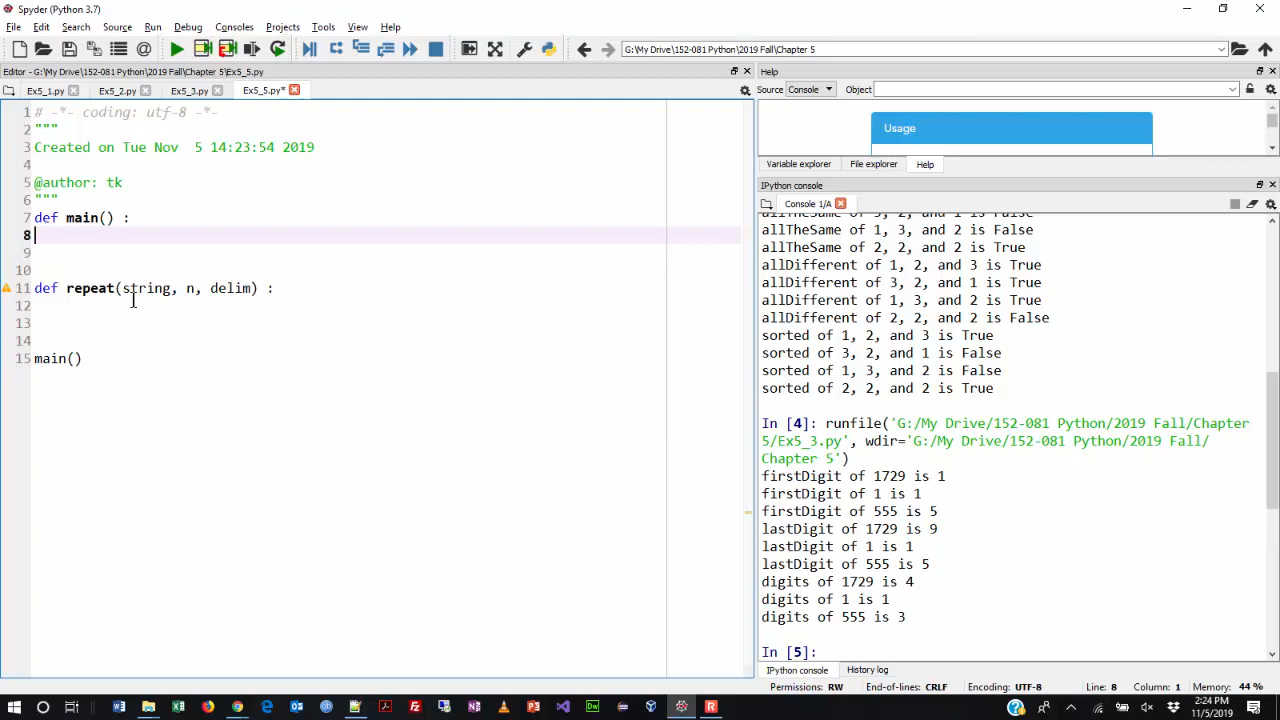 Spyder (Python 3.7)
File Edit Search Source Run Debug Consoles Projects Tools View Help
G:\My Drive\152-081 Python\2019 Fall\Chapter 5
Editor - G:\My Drive\152-081 Python\2019 Fall\Chapter 5\Ex5_5.py
Ex5_1.py Ex5_2.py Ex5_3.py Ex5_5.py*
1 # -*- coding: utf-8 -*-
2 """
3 Created on Tue Nov  5 14:23:54 2019
4
5 @author: tk
6 """
7 def main() :
8
9
10
11 def repeat(string, n, delim) :
12
13
14
15 main()
Help
Source Console Object
Usage
Variable explorer File explorer Help
IPython console
Console 1/A
allTheSame of 3, 2, and 1 is False
allTheSame of 1, 3, and 2 is False
allTheSame of 2, 2, and 2 is True
allDifferent of 1, 2, and 3 is True
allDifferent of 3, 2, and 1 is True
allDifferent of 1, 3, and 2 is True
allDifferent of 2, 2, and 2 is False
sorted of 1, 2, and 3 is True
sorted of 3, 2, and 1 is False
sorted of 1, 3, and 2 is False
sorted of 2, 2, and 2 is True
In [4]: runfile('G:/My Drive/152-081 Python/2019 Fall/Chapter
5/Ex5_3.py', wdir='G:/My Drive/152-081 Python/2019 Fall/
Chapter 5')
firstDigit of 1729 is 1
firstDigit of 1 is 1
firstDigit of 555 is 5
lastDigit of 1729 is 9
lastDigit of 1 is 1
lastDigit of 555 is 5
digits of 1729 is 4
digits of 1 is 1
digits of 555 is 3
In [5]:
IPython console History log
Permissions: RW End-of-lines: CRLF Encoding: UTF-8 Line: 8 Column: 1 Memory: 44 %
2:24 PM
11/5/2019